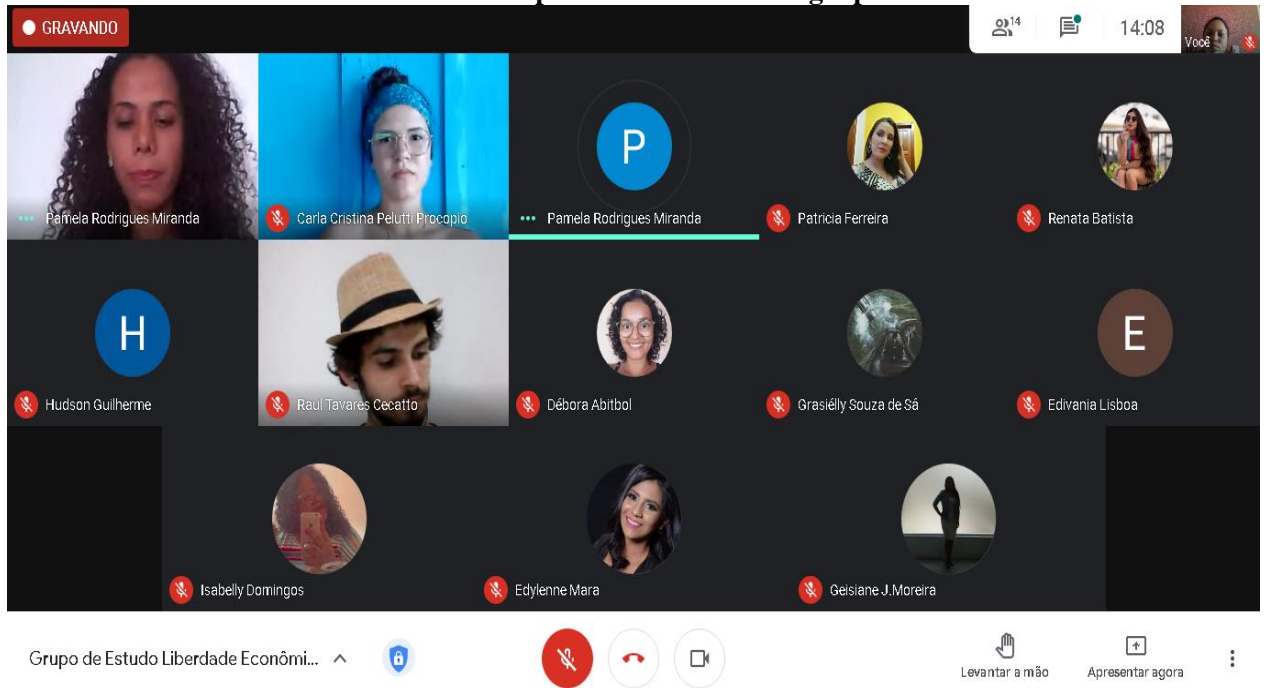 GRAVANDO
14
14:08
Você
Pamela Rodrigues Miranda
Carla Cristina Pelutti Procopio
P
Pamela Rodrigues Miranda
Patricia Ferreira
Renata Batista
H
Hudson Guilherme
Raul Tavares Cecatto
Débora Abitbol
Grasiélly Souza de Sá
E
Edivania Lisboa
Isabelly Domingos
Edylenne Mara
Geisiane J.Moreira
Grupo de Estudo Liberdade Econômi...
Levantar a mão
Apresentar agora